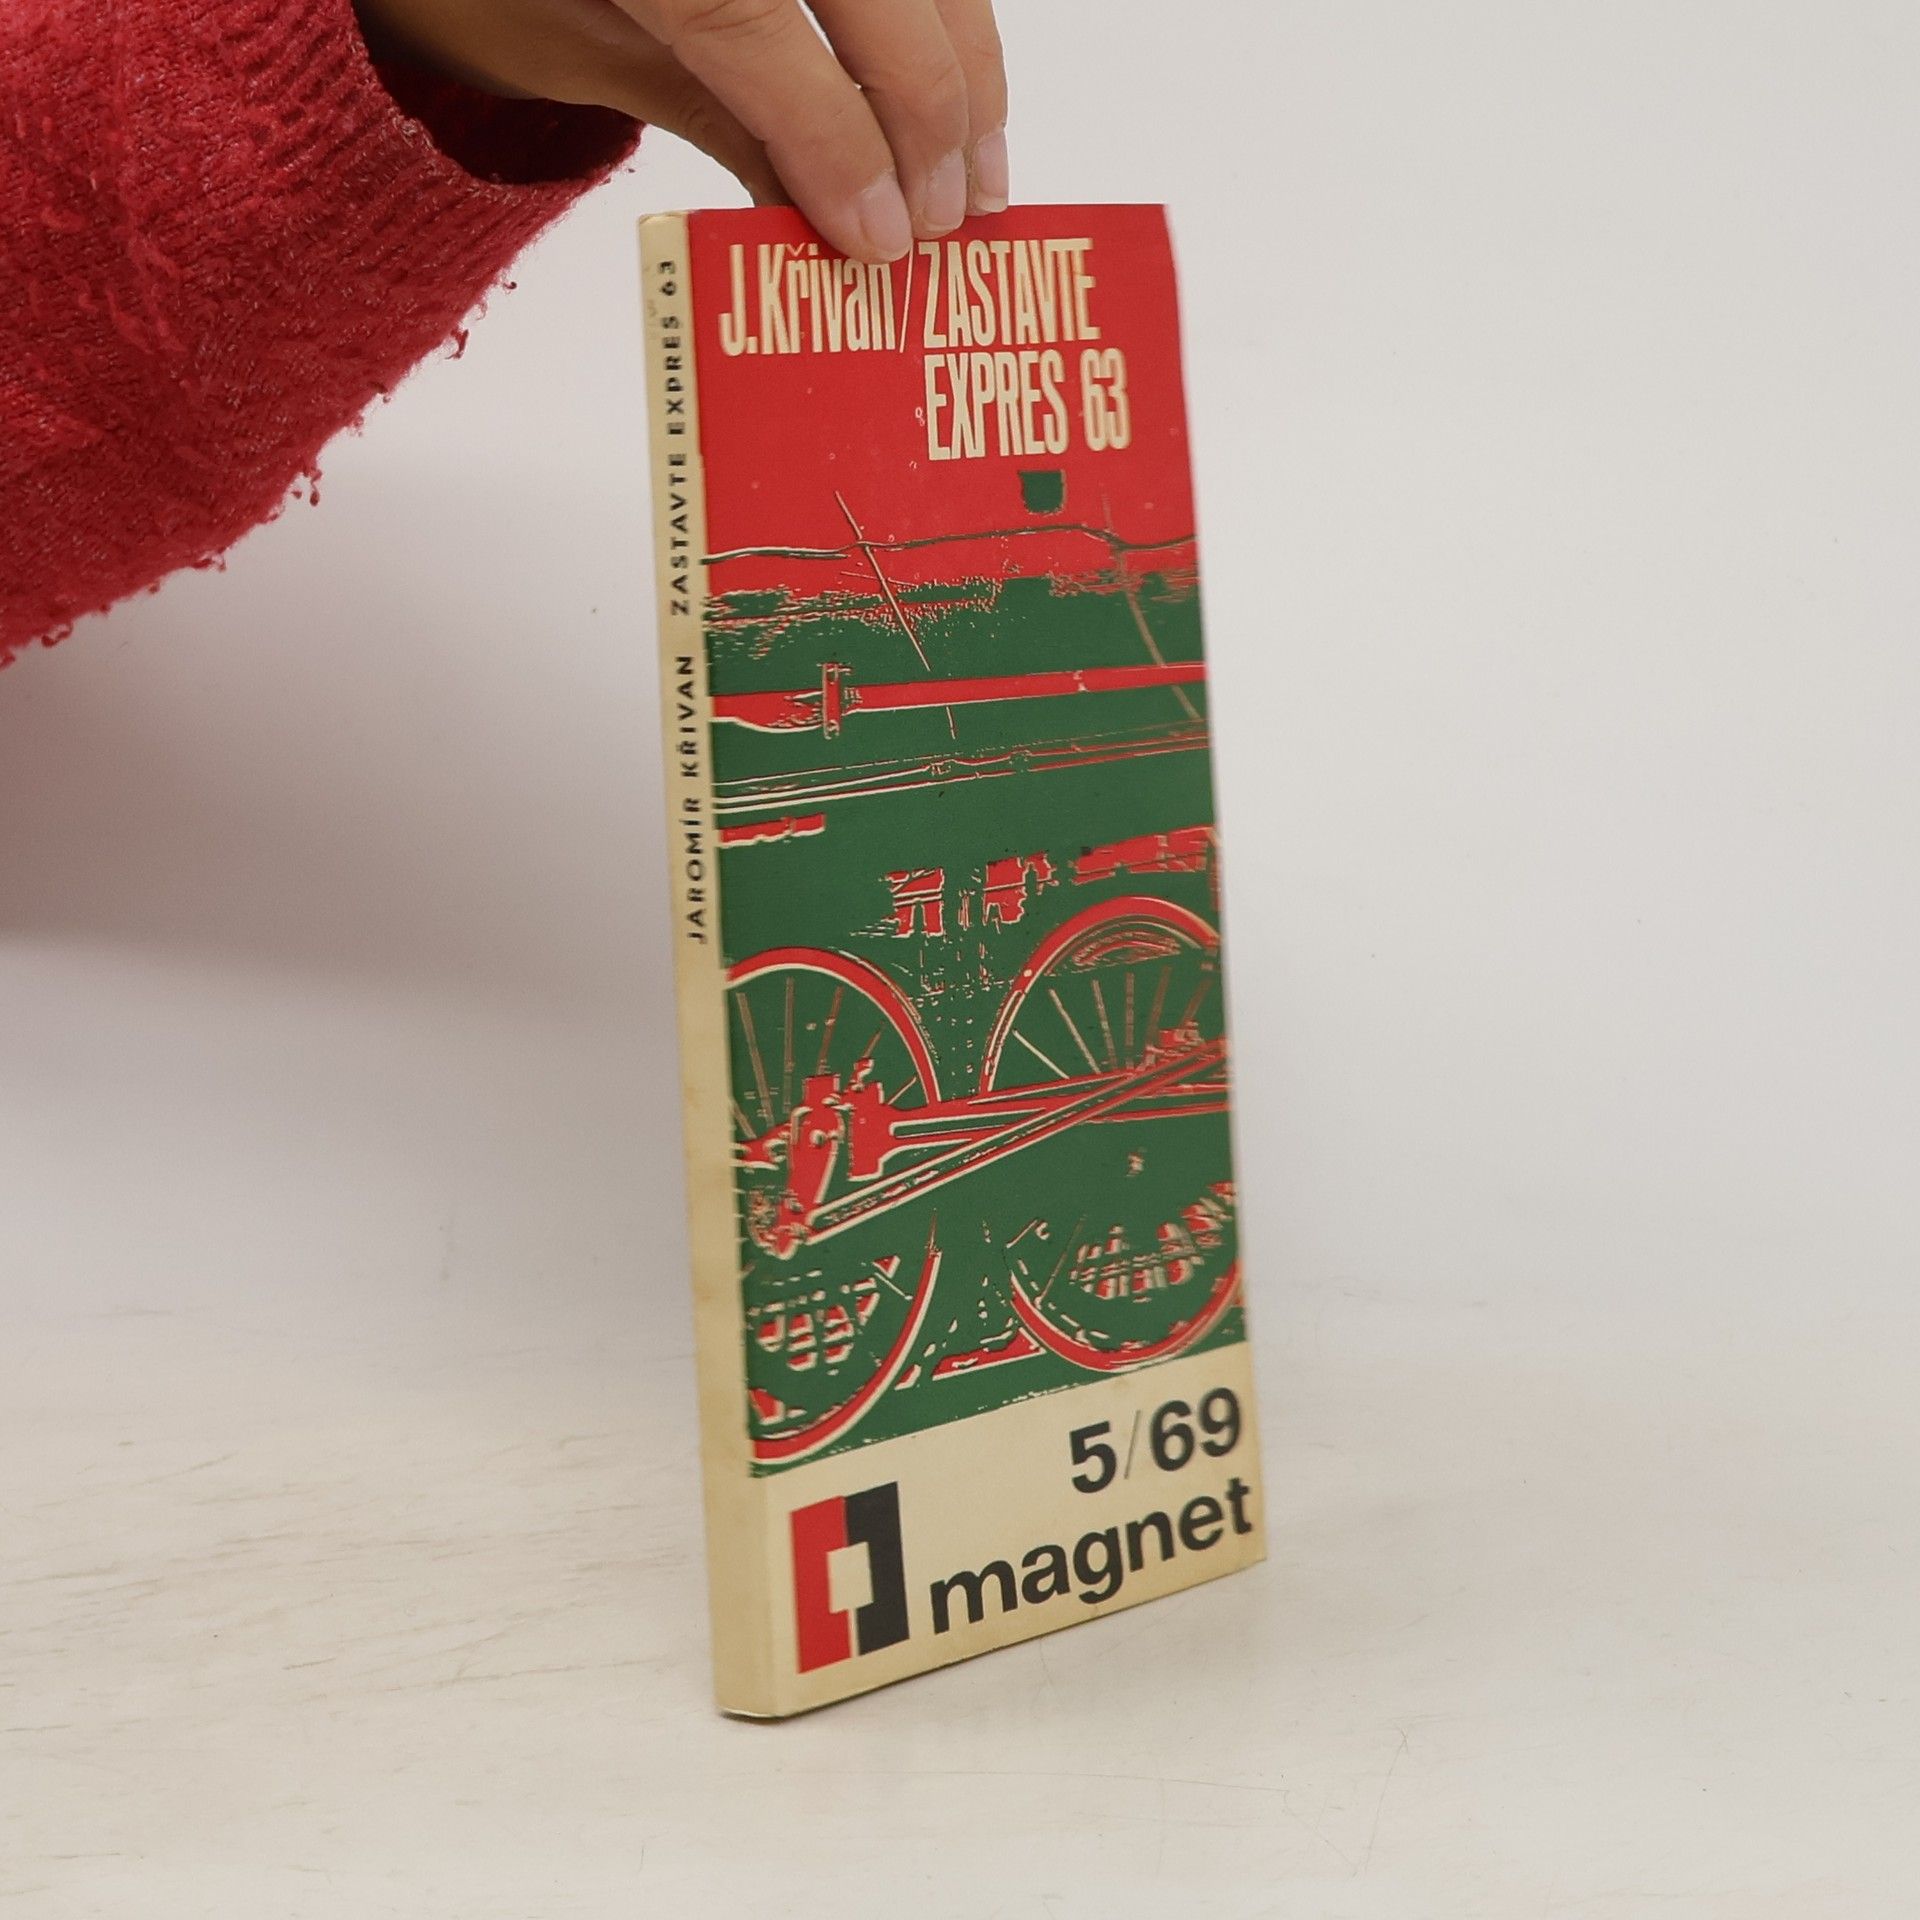 J.Křivan/ZASTAVTE
EXPRES 63
JAROMÍR KŘIVAN ZASTAVTE EXPRES 63
5/69
magnet